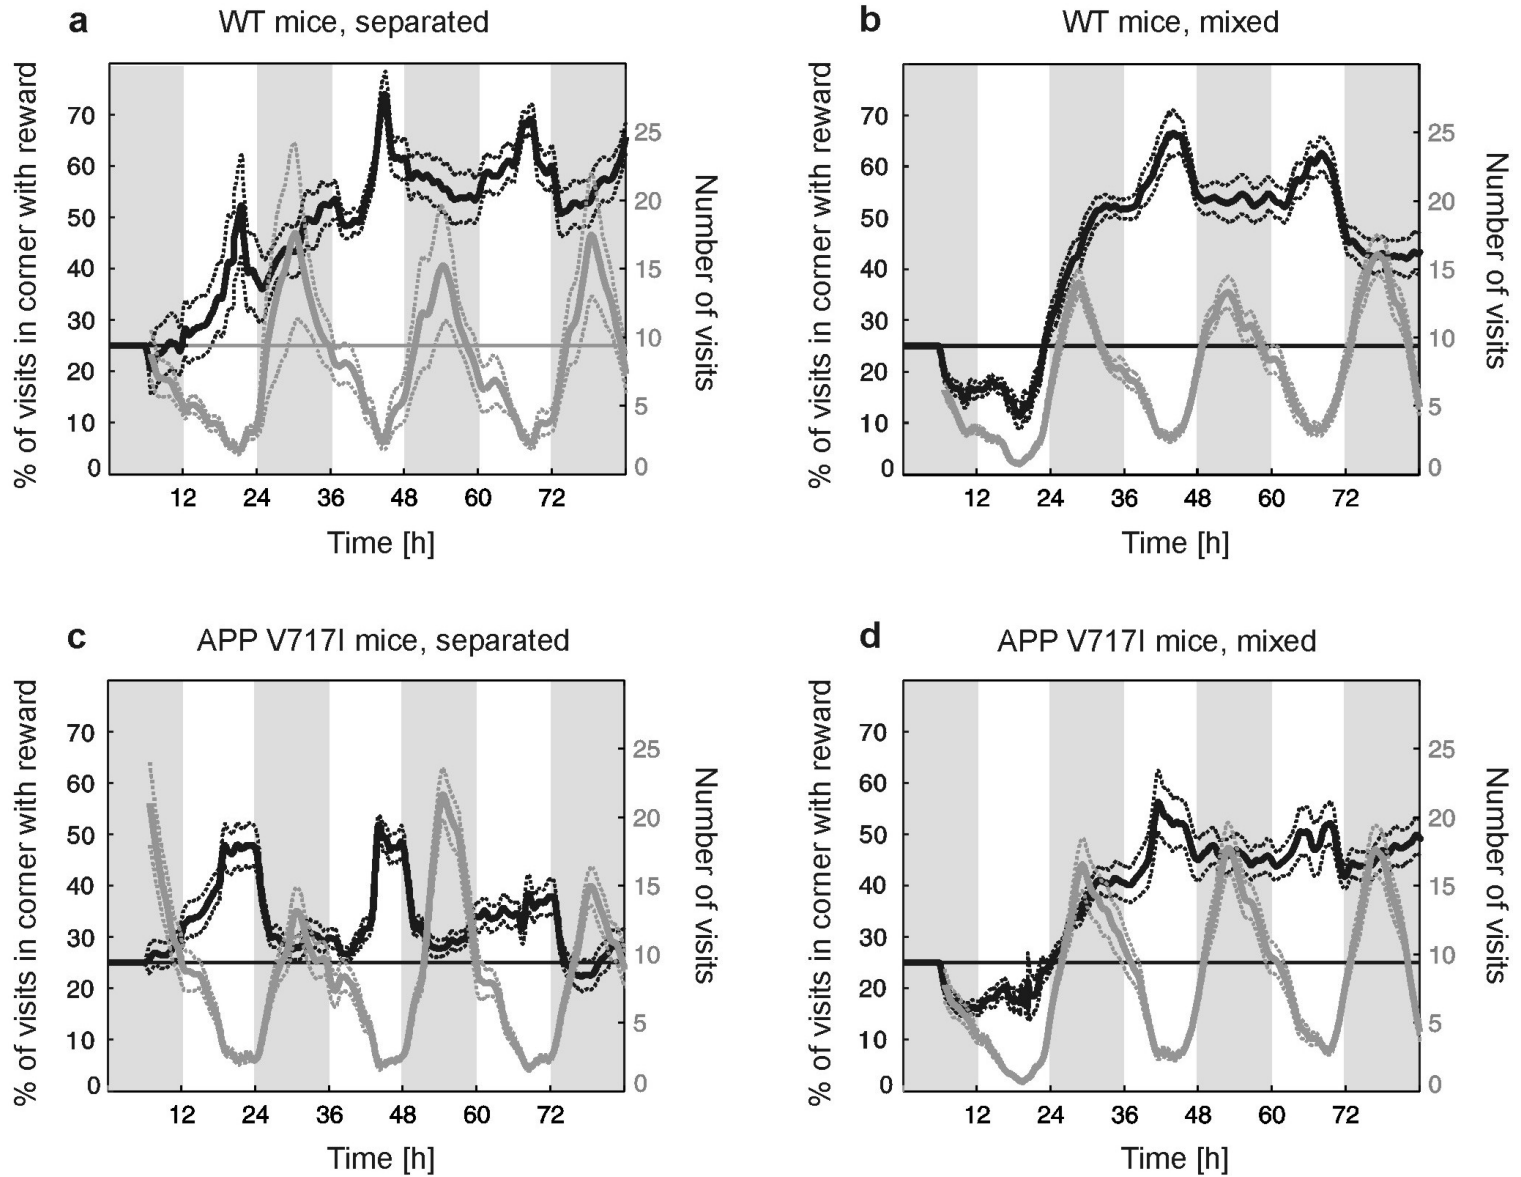 a WT mice, separated
% of visits in corner with reward
70
60
50
40
30
20
10
0
12 24 36 48 60 72
Time [h]
25
20
15
10
5
0
Number of visits
b WT mice, mixed
% of visits in corner with reward
70
60
50
40
30
20
10
0
12 24 36 48 60 72
Time [h]
25
20
15
10
5
0
Number of visits
c APP V717I mice, separated
% of visits in corner with reward
70
60
50
40
30
20
10
0
12 24 36 48 60 72
Time [h]
25
20
15
10
5
0
Number of visits
d APP V717I mice, mixed
% of visits in corner with reward
70
60
50
40
30
20
10
0
12 24 36 48 60 72
Time [h]
25
20
15
10
5
0
Number of visits